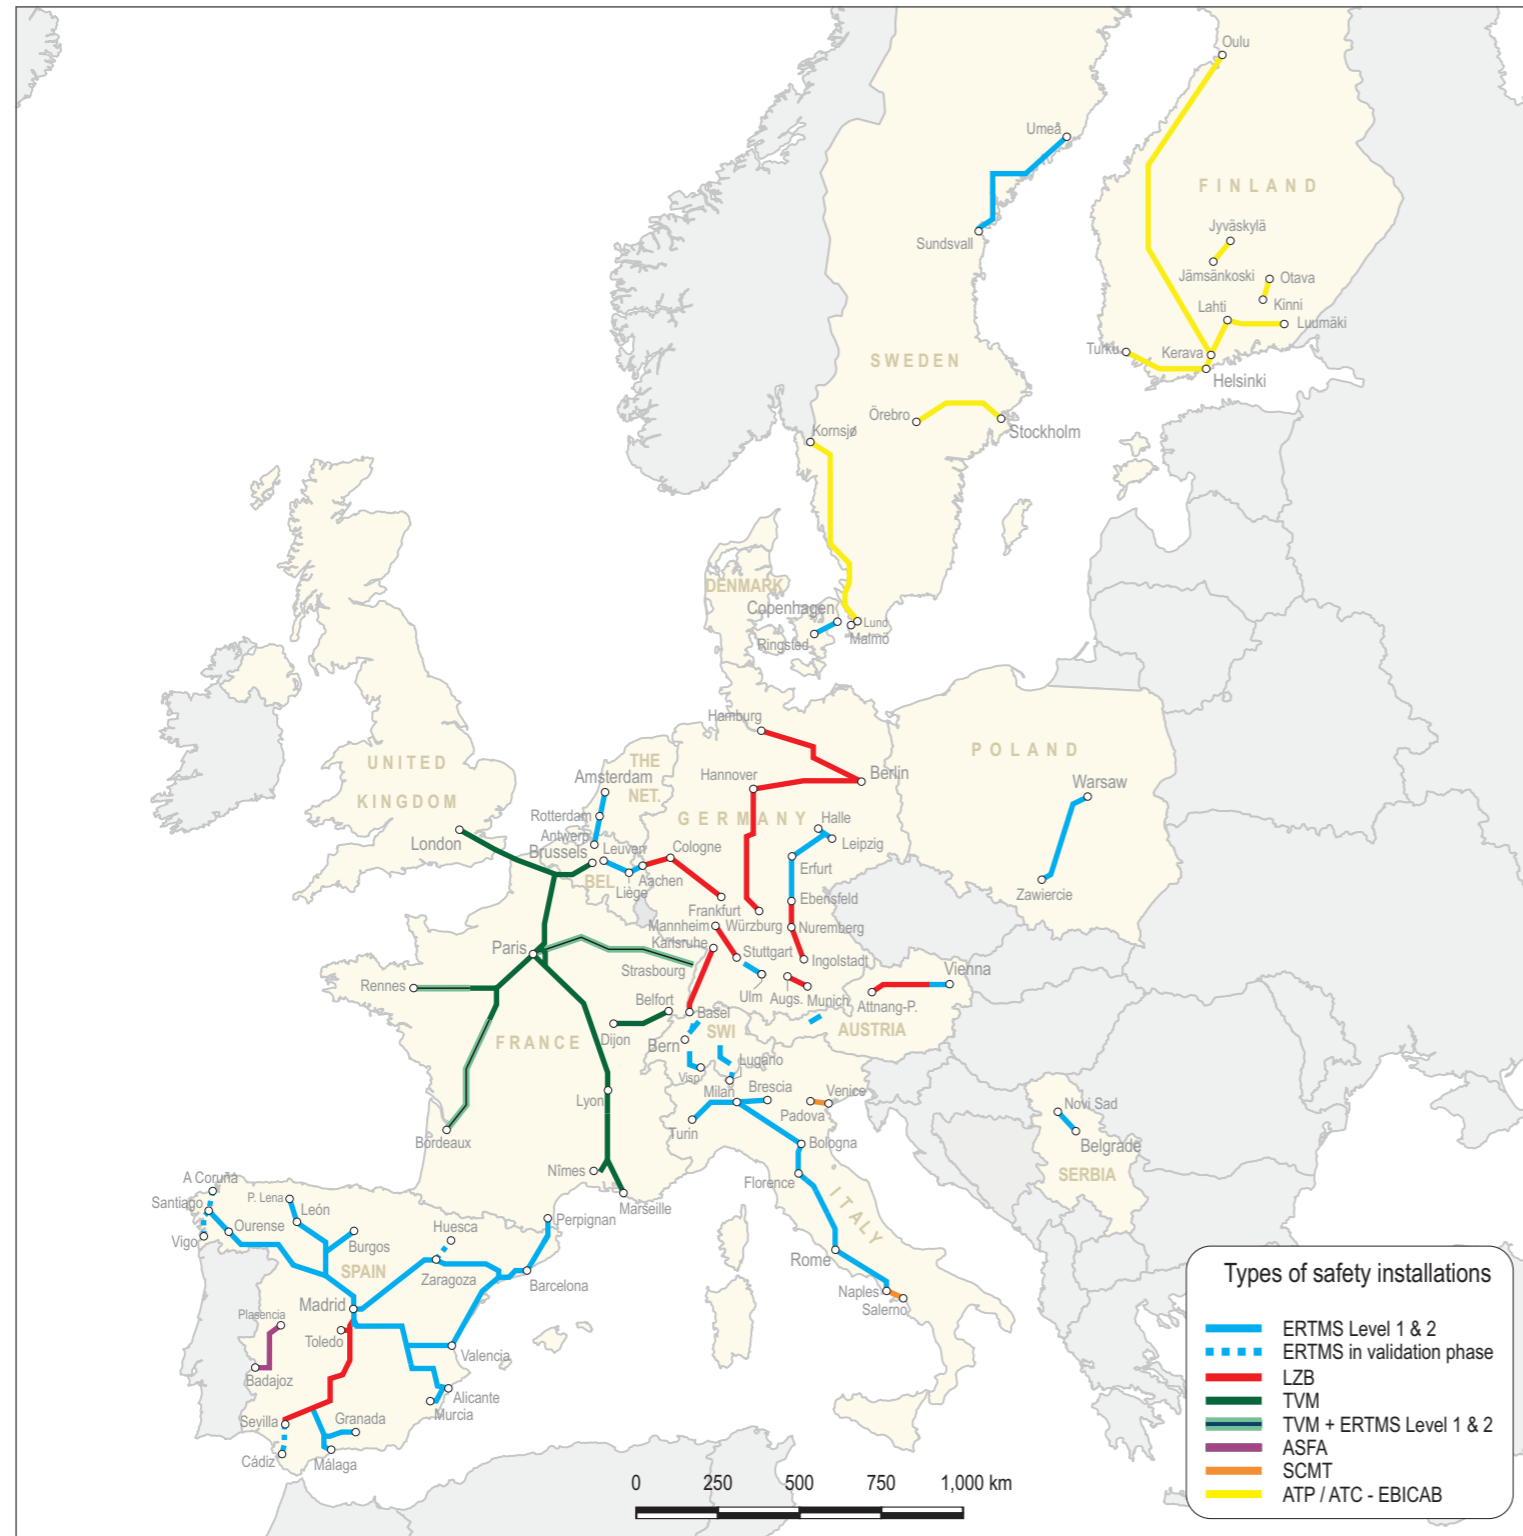 Oulu
Umeå
FINLAND
Jyväskylä
Sundsvall
Jämsänkoski
Otava
Kinni
Lahti
Luumäki
Turku
Kerava
Helsinki
SWEDEN
Örebro
Stockholm
Kornsjø
DENMARK
Copenhagen
Lund
Ringsted
Malmö
Hamburg
POLAND
UNITED
KINGDOM
THE
NET.
Amsterdam
Hannover
Berlin
Warsaw
Rotterdam
GERMANY
Halle
Antwerp
Leipzig
London
Brussels
Leuven
Cologne
Erfurt
BEL.
Aachen
Liège
Zawiercie
Ebensfeld
Frankfurt
Mannheim
Würzburg
Nuremberg
Karlsruhe
Paris
Stuttgart
Ingolstadt
Strasbourg
Vienna
Rennes
Ulm
Augs.
Munich
Attnang-P.
Belfort
Basel
FRANCE
Dijon
Bern
SWI
AUSTRIA
Lugano
Visp
Milan
Brescia
Venice
Lyon
Padova
Novi Sad
Turin
Bordeaux
Bologna
Belgrade
Nîmes
Florence
SERBIA
A Coruña
Marseille
ITALY
Santiago
P. Lena
León
Ourense
Huesca
Perpignan
Vigo
Burgos
Rome
SPAIN
Zaragoza
Barcelona
Naples
Madrid
Salerno
Plasencia
Toledo
Valencia
Badajoz
Alicante
Murcia
Sevilla
Granada
Cádiz
Málaga
0 250 500 750 1,000 km
Types of safety installations
ERTMS Level 1 & 2
ERTMS in validation phase
LZB
TVM
TVM + ERTMS Level 1 & 2
ASFA
SCMT
ATP / ATC - EBICAB